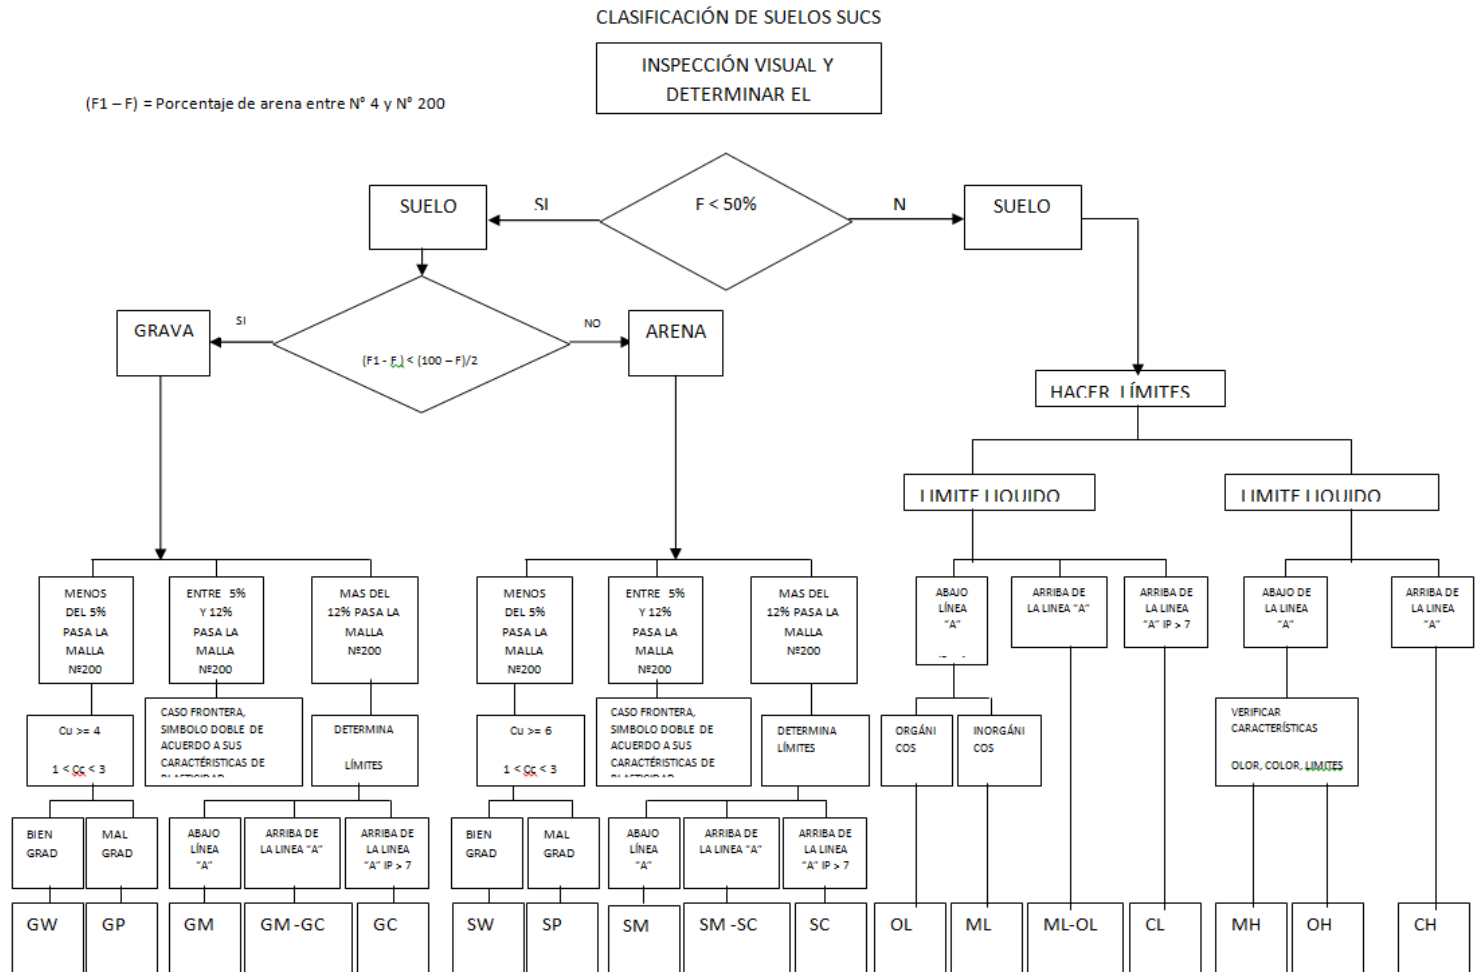 CLASIFICACIÓN DE SUELOS SUCS
INSPECCIÓN VISUAL Y
DETERMINAR EL
(F1 – F) = Porcentaje de arena entre N° 4 y N° 200
SUELO
SI
F < 50%
N
SUELO
GRAVA
SI
(F1 - F ) < (100 – F)/2
NO
ARENA
HACER LÍMITES
LIMITE LIQUIDO
LIMITE LIQUIDO
MENOS
DEL 5%
PASA LA
MALLA
Nº200
ENTRE 5%
Y 12%
PASA LA
MALLA
Nº200
MAS DEL
12% PASA LA
MALLA
Nº200
MENOS
DEL 5%
PASA LA
MALLA
Nº200
ENTRE 5%
Y 12%
PASA LA
MALLA
Nº200
MAS DEL
12% PASA LA
MALLA
Nº200
ABAJO
LÍNEA
“A”
ARRIBA DE
LA LINEA “A”
ARRIBA DE
LA LINEA
“A” IP > 7
ABAJO DE
LA LINEA
“A”
ARRIBA DE
LA LINEA
“A”
Cu >= 4
1 < Cc < 3
CASO FRONTERA,
SIMBOLO DOBLE DE
ACUERDO A SUS
CARACTÉRISTICAS DE
PLASTICIDAD
DETERMINA
LÍMITES
Cu >= 6
1 < Cc < 3
CASO FRONTERA,
SIMBOLO DOBLE DE
ACUERDO A SUS
CARACTÉRISTICAS DE
DETERMINA
LÍMITES
ORGÁNI
COS
INORGÁNI
COS
VERIFICAR
CARACTERÍSTICAS
OLOR, COLOR, LIMITES
BIEN
GRAD
MAL
GRAD
ABAJO
LÍNEA
“A”
ARRIBA DE
LA LINEA “A”
ARRIBA DE
LA LINEA
“A” IP > 7
BIEN
GRAD
MAL
GRAD
ABAJO
LÍNEA
“A”
ARRIBA DE
LA LINEA “A”
ARRIBA DE
LA LINEA
“A” IP > 7
GW
GP
GM
GM -GC
GC
SW
SP
SM
SM -SC
SC
OL
ML
ML-OL
CL
MH
OH
CH